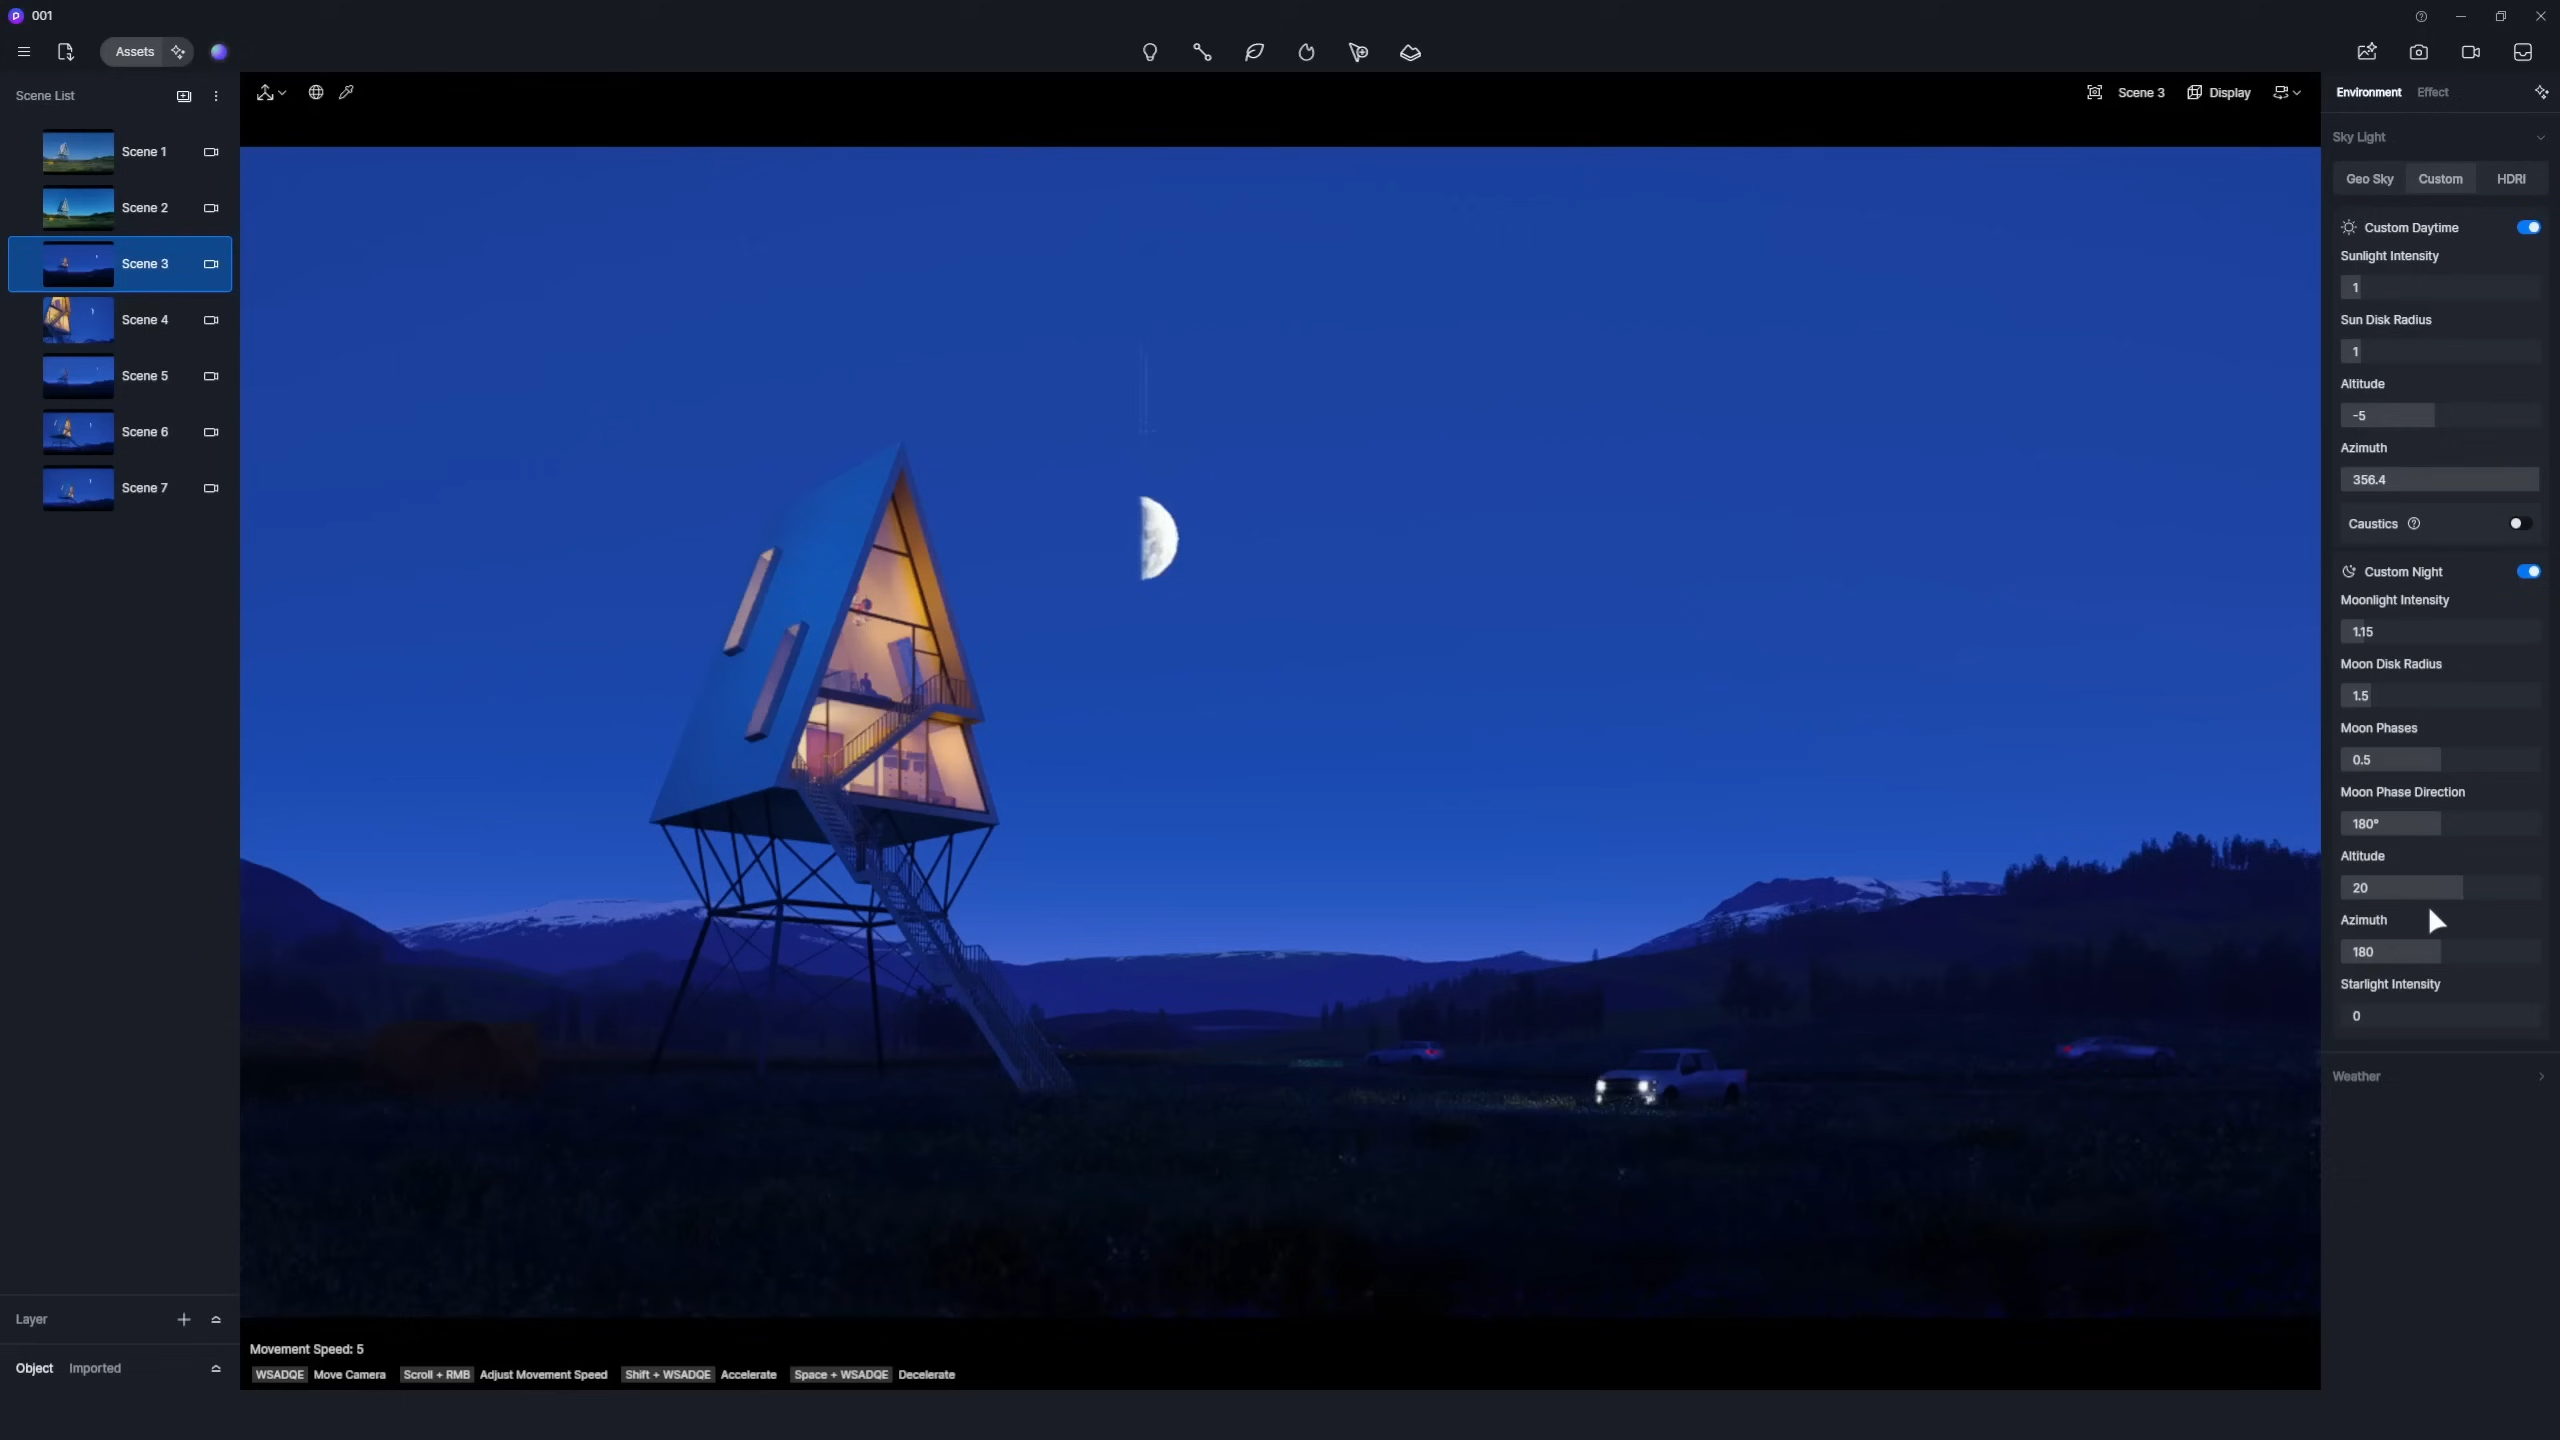 001
Assets
Scene List
Scene 1
Scene 2
Scene 3
Scene 4
Scene 5
Scene 6
Scene 7
Layer
Object Imported
Scene 3 Display
Movement Speed: 5
WSADQE Move Camera Scroll + RMB Adjust Movement Speed Shift + WSADQE Accelerate Space + WSADQE Decelerate
Environment Effect
Sky Light
Geo Sky Custom HDRI
Custom Daytime
Sunlight Intensity
1
Sun Disk Radius
1
Altitude
-5
Azimuth
356.4
Caustics
Custom Night
Moonlight Intensity
1.15
Moon Disk Radius
1.5
Moon Phases
0.5
Moon Phase Direction
180°
Altitude
20
Azimuth
180
Starlight Intensity
0
Weather